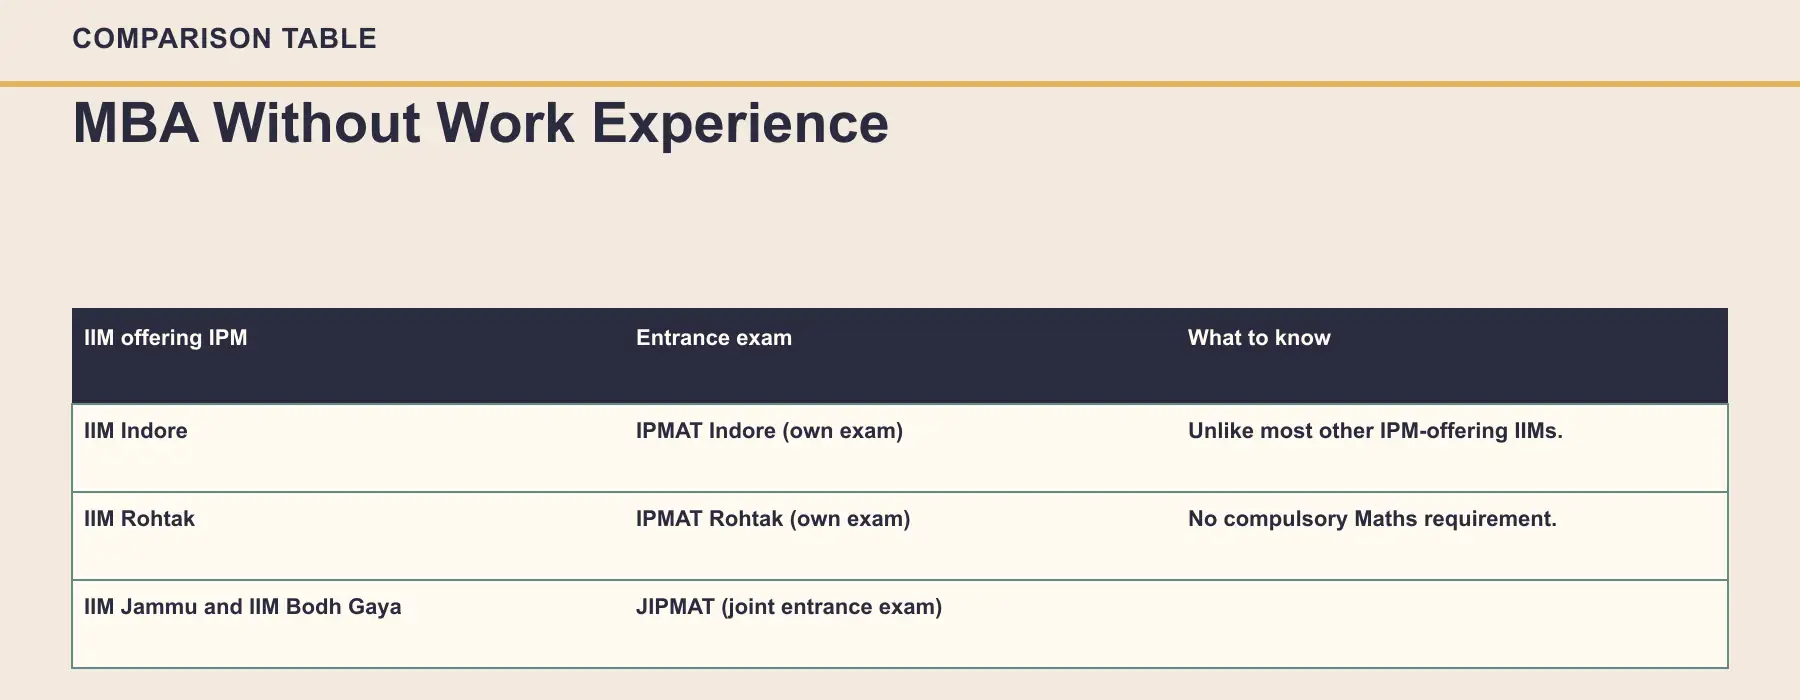 COMPARISON TABLE
MBA Without Work Experience
IIM offering IPM Entrance exam What to know
IIM Indore IPMAT Indore (own exam) Unlike most other IPM-offering IIMs.
IIM Rohtak IPMAT Rohtak (own exam) No compulsory Maths requirement.
IIM Jammu and IIM Bodh Gaya JIPMAT (joint entrance exam)